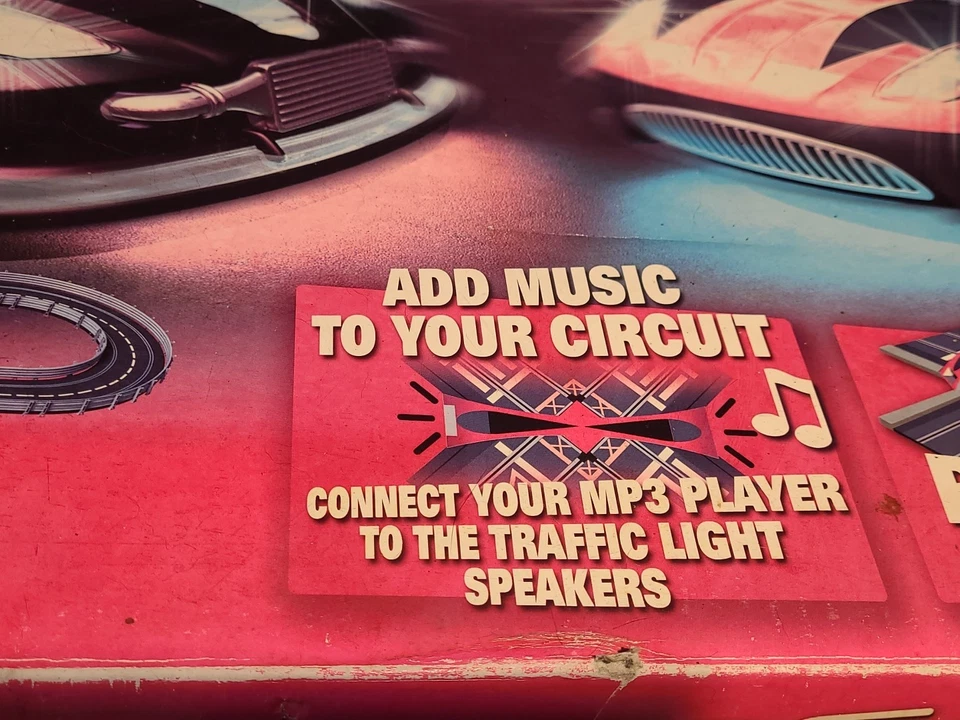 ADD MUSIC
TO YOUR CIRCUIT
CONNECT YOUR MP3 PLAYER
TO THE TRAFFIC LIGHT
SPEAKERS